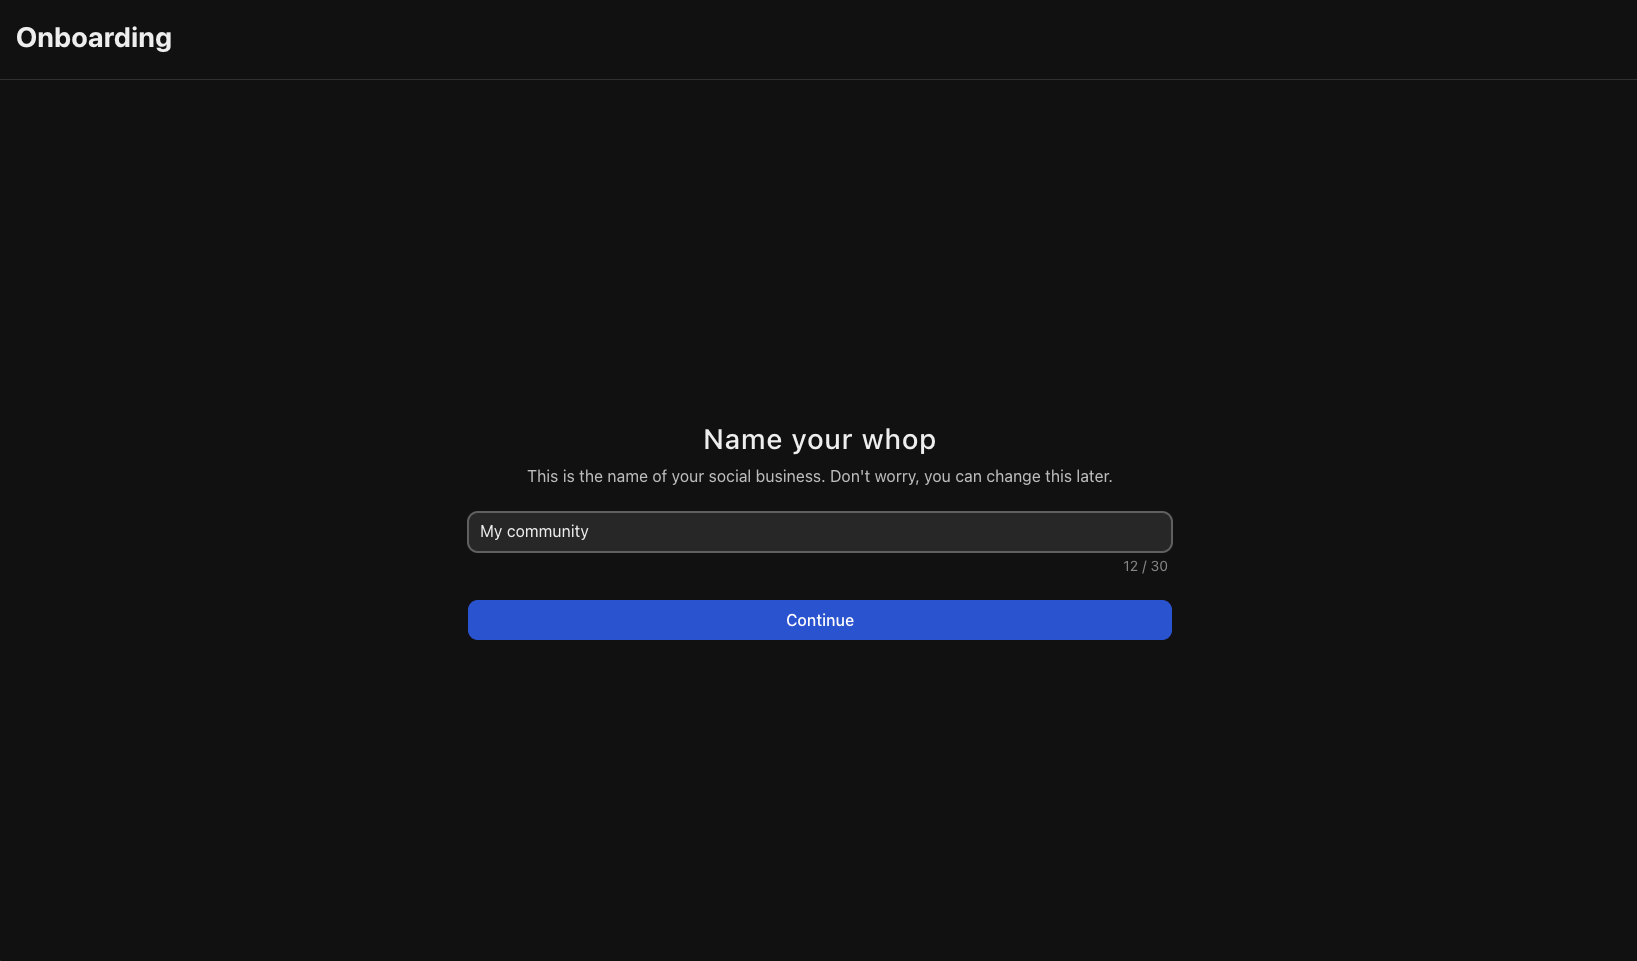 Onboarding
Name your whop
This is the name of your social business. Don't worry, you can change this later.
My community
12 / 30
Continue